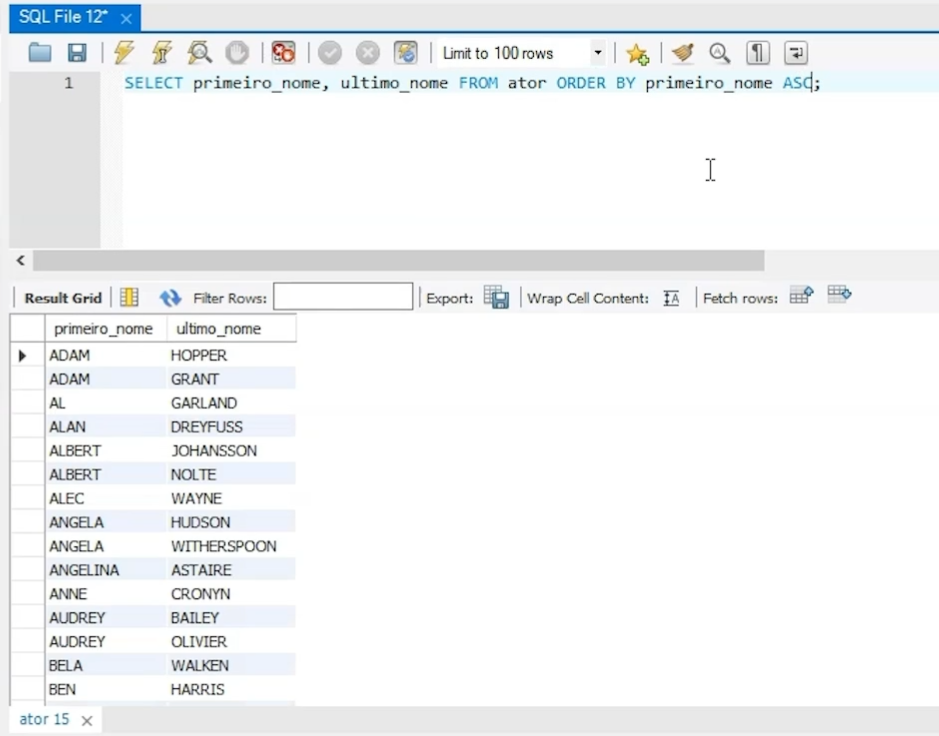 SQL File 12*
Limit to 100 rows
1 SELECT primeiro_nome, ultimo_nome FROM ator ORDER BY primeiro_nome ASC;
Result Grid Filter Rows: Export: Wrap Cell Content: Fetch rows:
primeiro_nome ultimo_nome
ADAM HOPPER
ADAM GRANT
AL GARLAND
ALAN DREYFUSS
ALBERT JOHANSSON
ALBERT NOLTE
ALEC WAYNE
ANGELA HUDSON
ANGELA WITHERSPOON
ANGELINA ASTAIRE
ANNE CRONYN
AUDREY BAILEY
AUDREY OLIVIER
BELA WALKEN
BEN HARRIS
ator 15